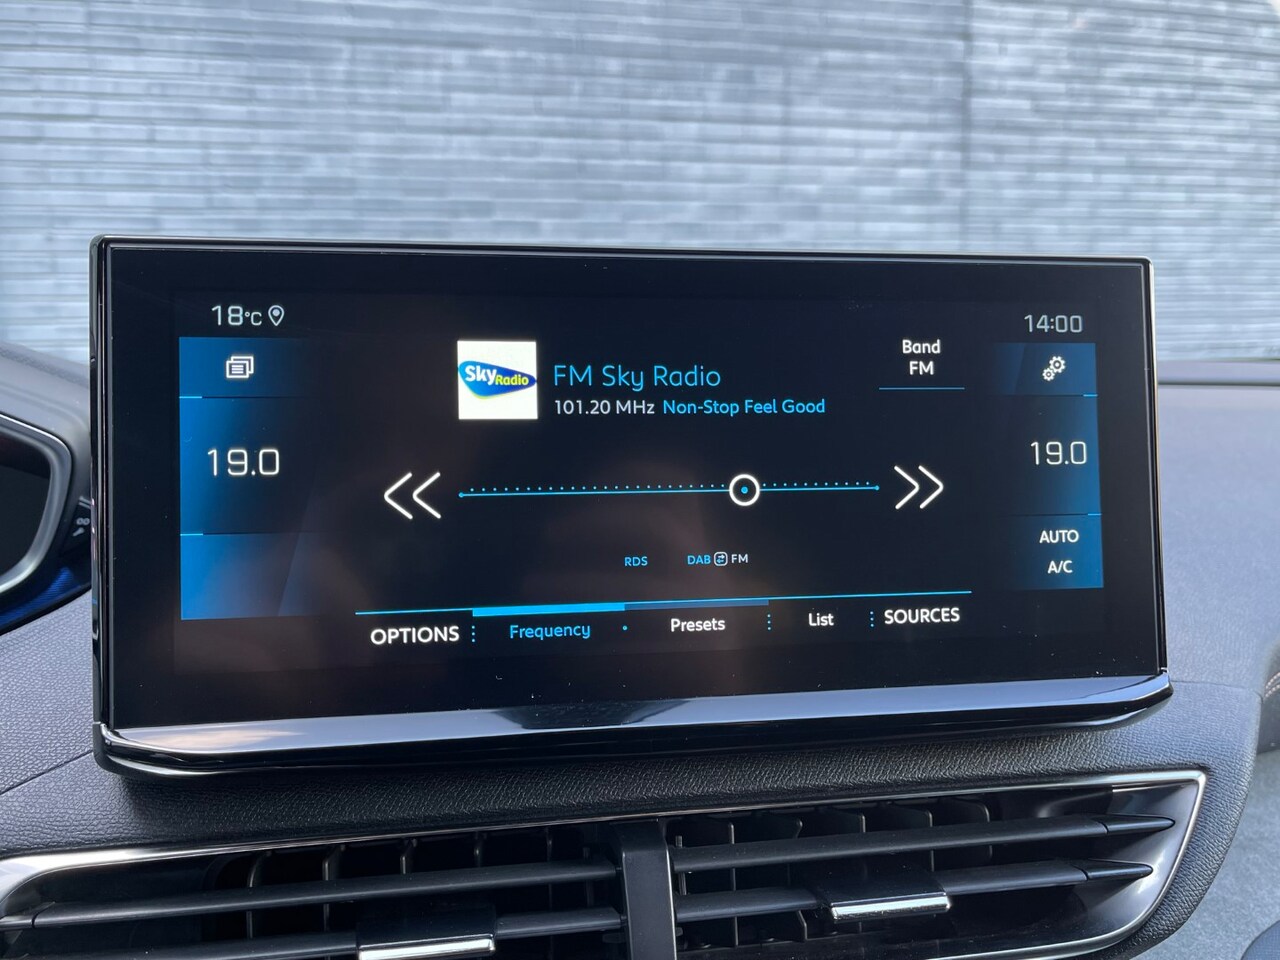 18°C
14:00
Sky Radio
FM Sky Radio
101.20 MHz Non-Stop Feel Good
Band
FM
19.0
19.0
AUTO
A/C
RDS
DAB FM
OPTIONS
Frequency
Presets
List
SOURCES